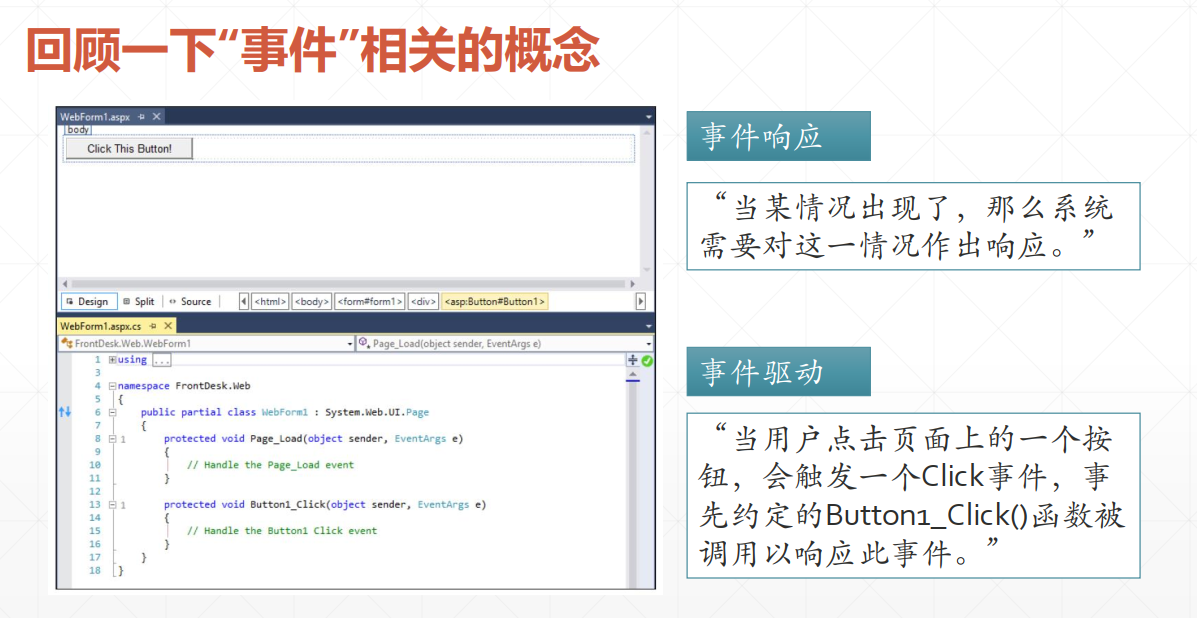 回顾一下“事件”相关的概念
WebForm1.aspx
body
Click This Button!
Design Split Source <html> <body> <form#form1> <div> <asp:Button#Button1>
WebForm1.aspx.cs
FrontDesk.Web.WebForm1 Page_Load(object sender, EventArgs e)
1 using ...
3
4 namespace FrontDesk.Web
5 {
6 public partial class WebForm1 : System.Web.UI.Page
7 {
8 1 protected void Page_Load(object sender, EventArgs e)
9 {
10 // Handle the Page_Load event
11 }
12
13 1 protected void Button1_Click(object sender, EventArgs e)
14 {
15 // Handle the Button1 Click event
16 }
17 }
18 }
事件响应
“当某情况出现了，那么系统
需要对这一情况作出响应。”
事件驱动
“当用户点击页面上的一个按
钮，会触发一个Click事件，事
先约定的Button1_Click()函数被
调用以响应此事件。”